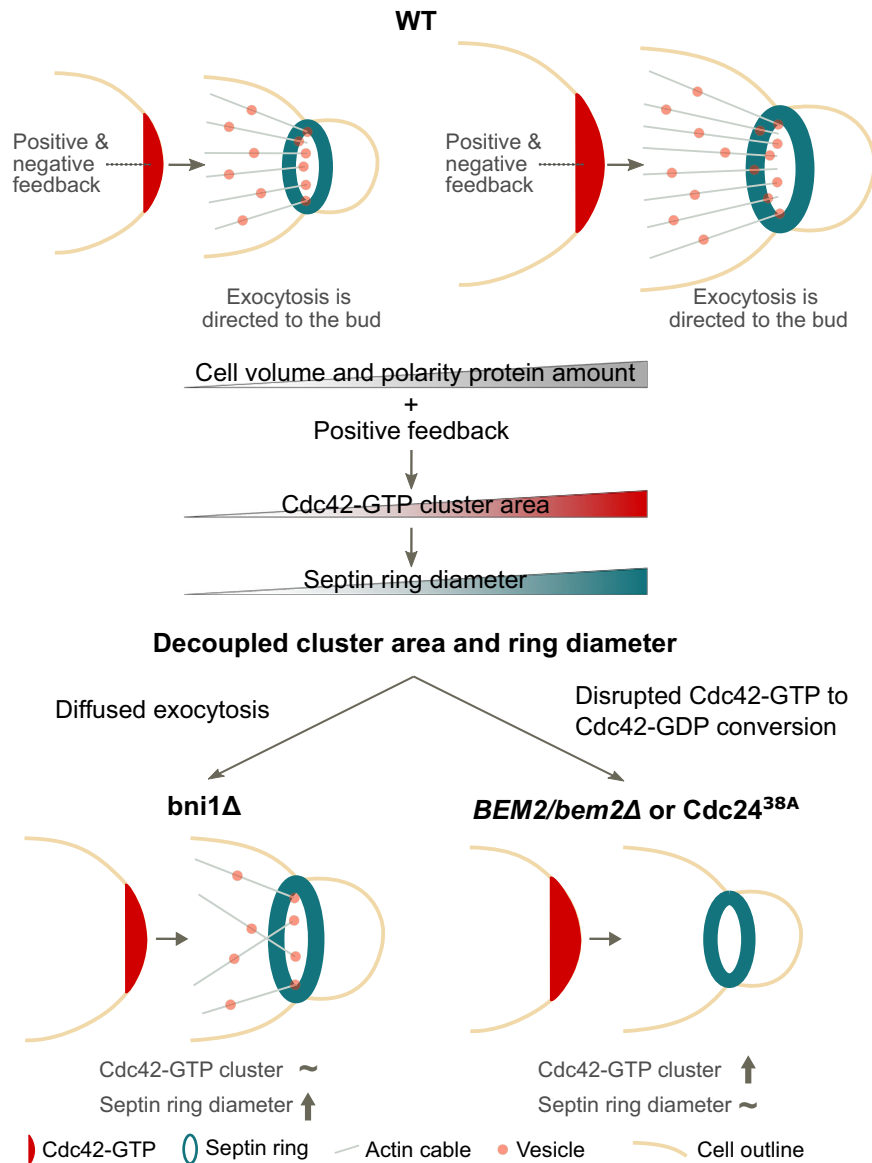 WT
Positive &
negative
feedback
Positive &
negative
feedback
Exocytosis is
directed to the bud
Exocytosis is
directed to the bud
Cell volume and polarity protein amount
+
Positive feedback
Cdc42-GTP cluster area
Septin ring diameter
Decoupled cluster area and ring diameter
Diffused exocytosis
Disrupted Cdc42-GTP to
Cdc42-GDP conversion
bni1Δ
BEM2/bem2Δ or Cdc24³⁸ᴬ
Cdc42-GTP cluster ~
Septin ring diameter ⬆
Cdc42-GTP cluster ⬆
Septin ring diameter ~
Cdc42-GTP Septin ring Actin cable Vesicle Cell outline